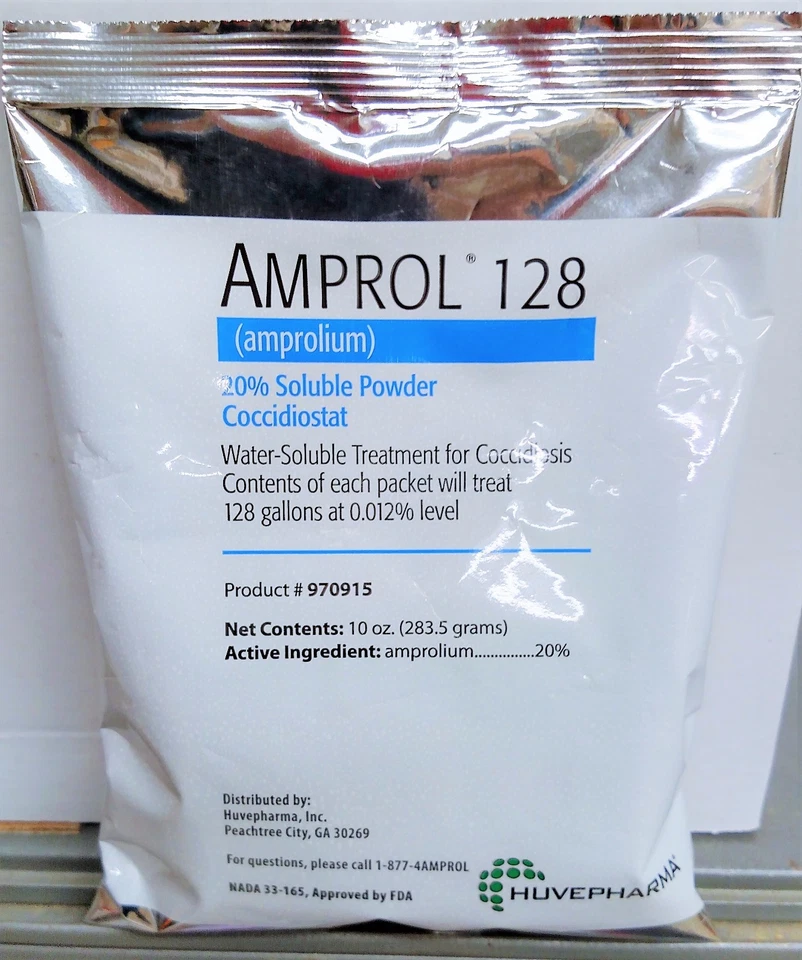 AMPROL® 128
(amprolium)
20% Soluble Powder
Coccidiostat
Water-Soluble Treatment for Coccidiosis
Contents of each packet will treat
128 gallons at 0.012% level
Product # 970915
Net Contents: 10 oz. (283.5 grams)
Active Ingredient: amprolium...............20%
Distributed by:
Huvepharma, Inc.
Peachtree City, GA 30269
For questions, please call 1-877-4AMPROL
NADA 33-165, Approved by FDA
HUVEPHARMA®